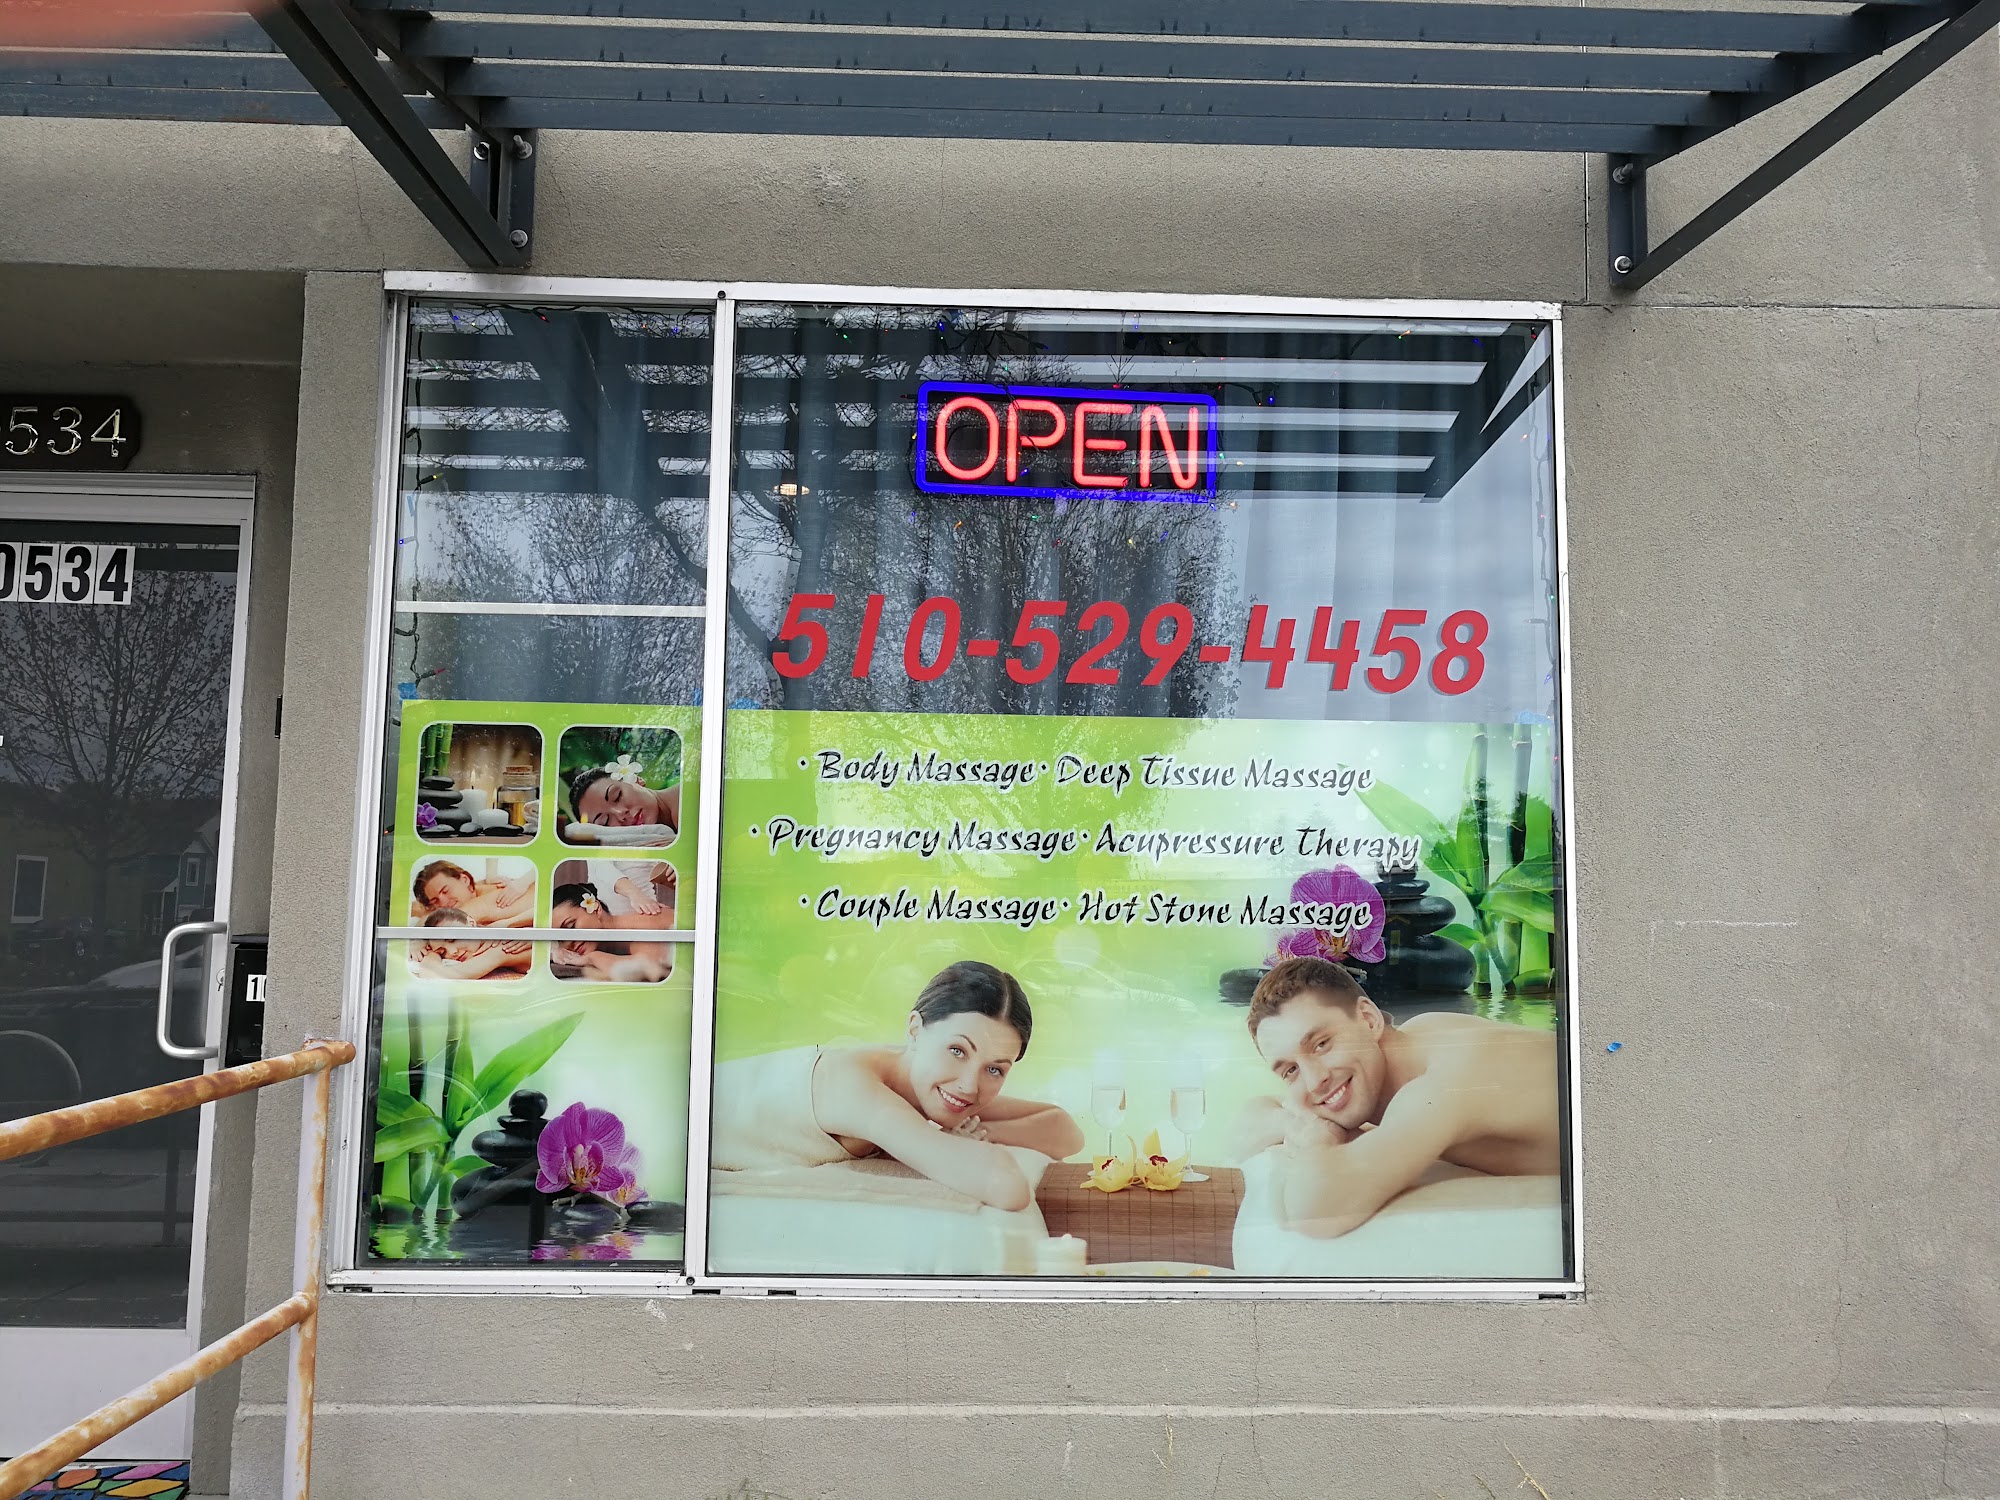 OPEN
534
0534
510-529-4458
· Body Massage · Deep Tissue Massage
· Pregnancy Massage · Acupressure Therapy
· Couple Massage · Hot Stone Massage